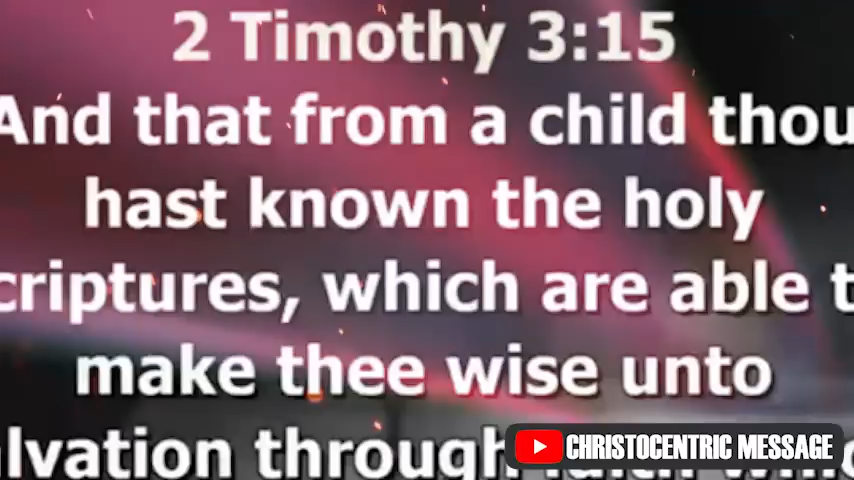 2 Timothy 3:15
And that from a child thou
hast known the holy
criptures, which are able t
make thee wise unto
lvation through
CHRISTOCENTRIC MESSAGE